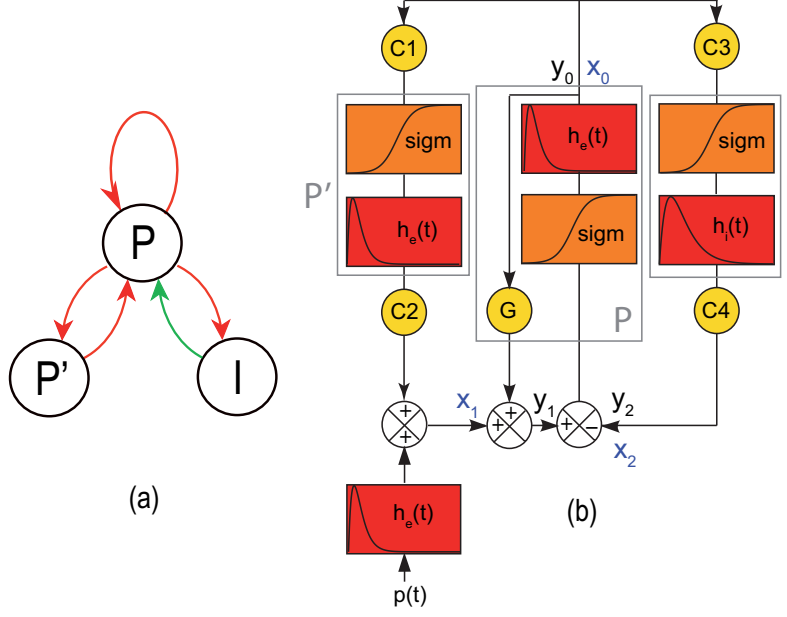 P
P'
I
(a)
C1
C3
y0 x0
sigm
he(t)
sigm
P'
he(t)
sigm
hi(t)
C2
G
P
C4
+
+
x1
+
+
y1
+
−
y2
x2
he(t)
(b)
p(t)